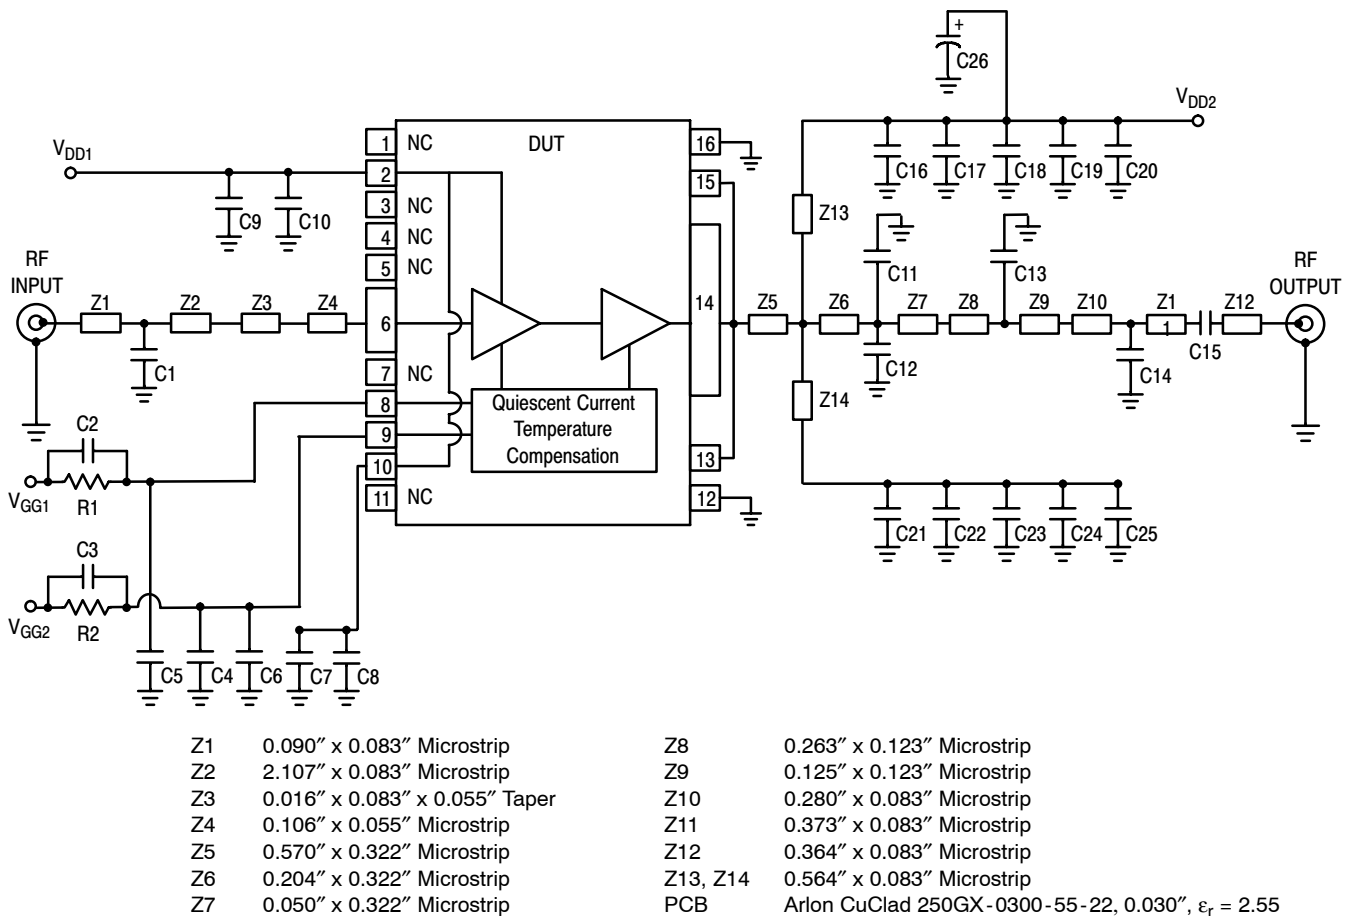 C26
+
V_DD2
V_DD1
DUT
1 NC
2
3 NC
4 NC
5 NC
6
7 NC
8
9
10
11 NC
16
15
14
13
12
C9
C10
C16
C17
C18
C19
C20
Z13
C11
C13
RF
INPUT
RF
OUTPUT
Z1
Z2
Z3
Z4
Z5
Z6
Z7
Z8
Z9
Z10
Z1
1
Z12
C1
C12
C14
C15
Z14
Quiescent Current
Temperature
Compensation
C2
V_GG1
R1
C3
V_GG2
R2
C21
C22
C23
C24
C25
C5
C4
C6
C7
C8
Z1 0.090″ x 0.083″ Microstrip
Z2 2.107″ x 0.083″ Microstrip
Z3 0.016″ x 0.083″ x 0.055″ Taper
Z4 0.106″ x 0.055″ Microstrip
Z5 0.570″ x 0.322″ Microstrip
Z6 0.204″ x 0.322″ Microstrip
Z7 0.050″ x 0.322″ Microstrip
Z8 0.263″ x 0.123″ Microstrip
Z9 0.125″ x 0.123″ Microstrip
Z10 0.280″ x 0.083″ Microstrip
Z11 0.373″ x 0.083″ Microstrip
Z12 0.364″ x 0.083″ Microstrip
Z13, Z14 0.564″ x 0.083″ Microstrip
PCB Arlon CuClad 250GX-0300-55-22, 0.030″, ε_r = 2.55